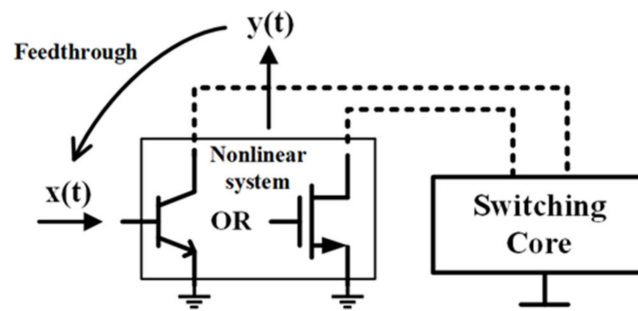 y(t)
Feedthrough
x(t)
Nonlinear
system
OR
Switching
Core